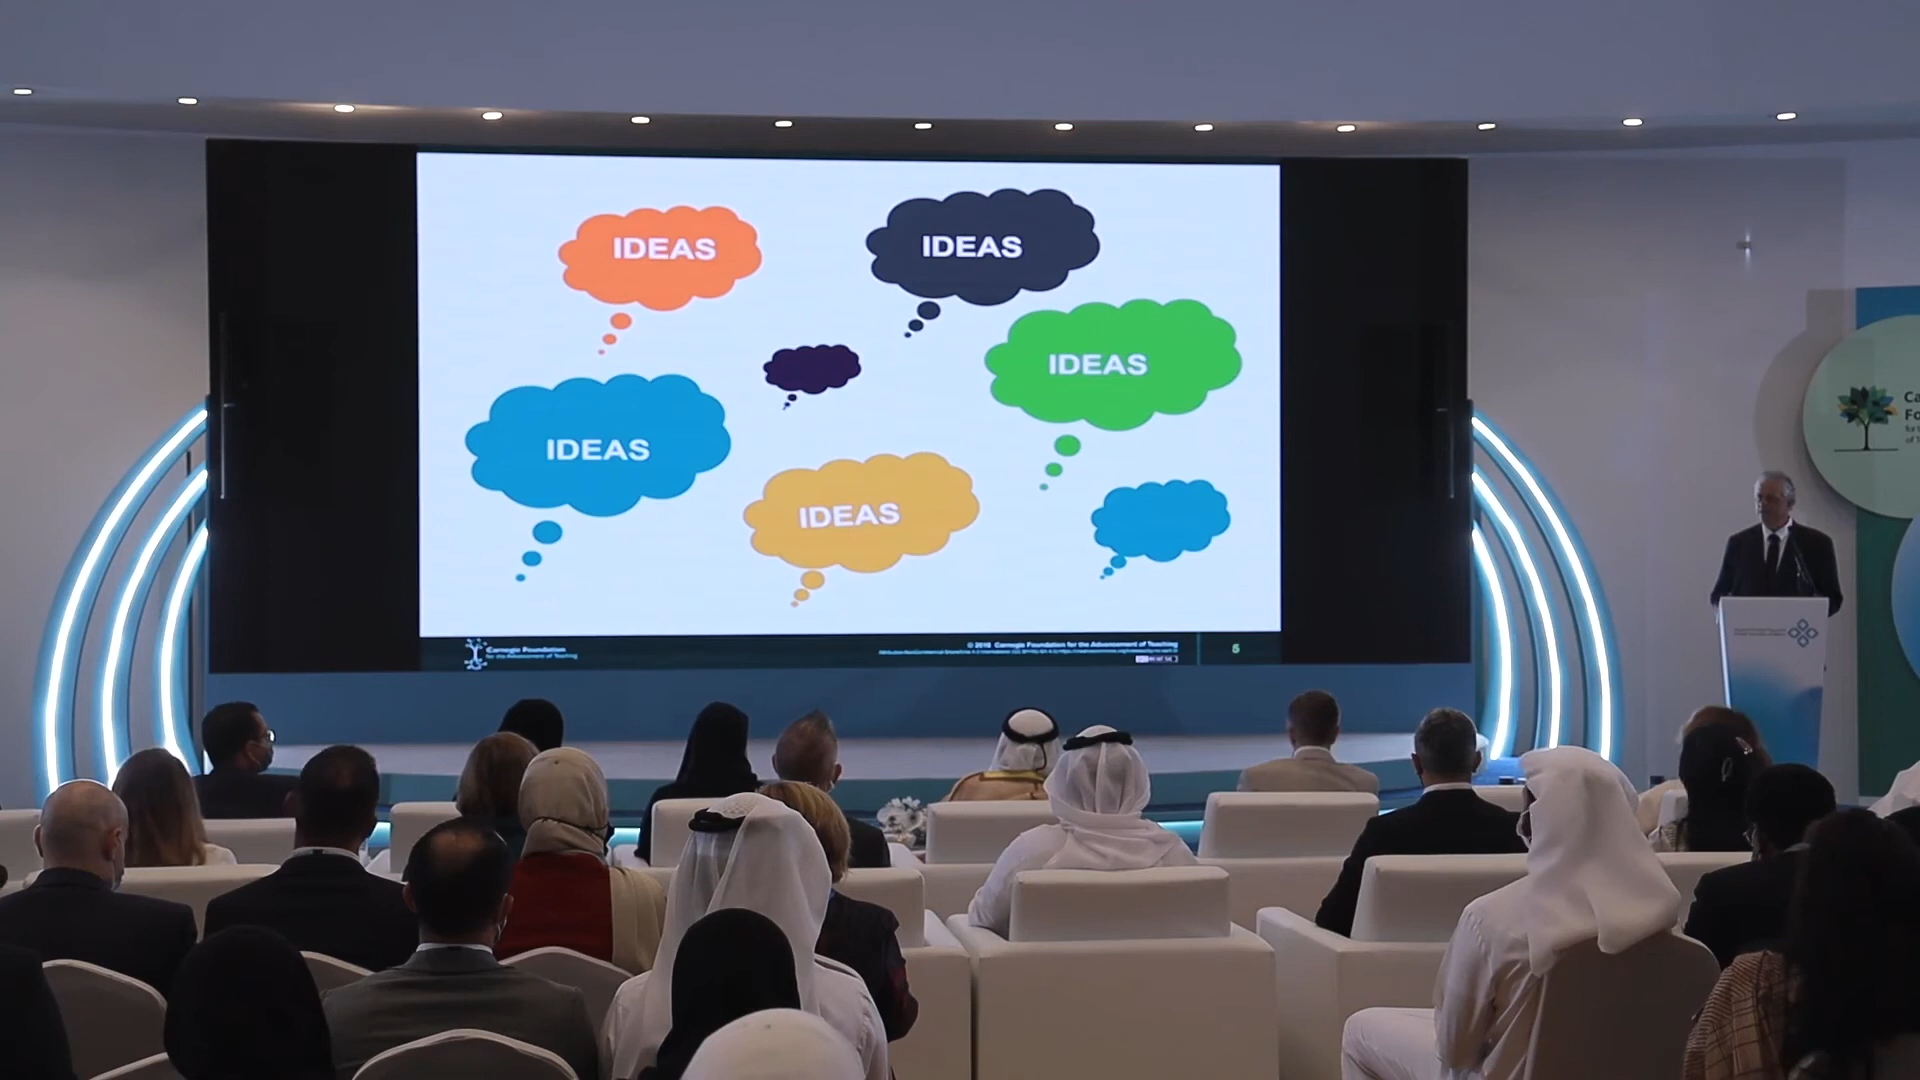 IDEAS
IDEAS
IDEAS
IDEAS
IDEAS
Carnegie Foundation
for the Advancement of Teaching
© 2016 Carnegie Foundation for the Advancement of Teaching
5